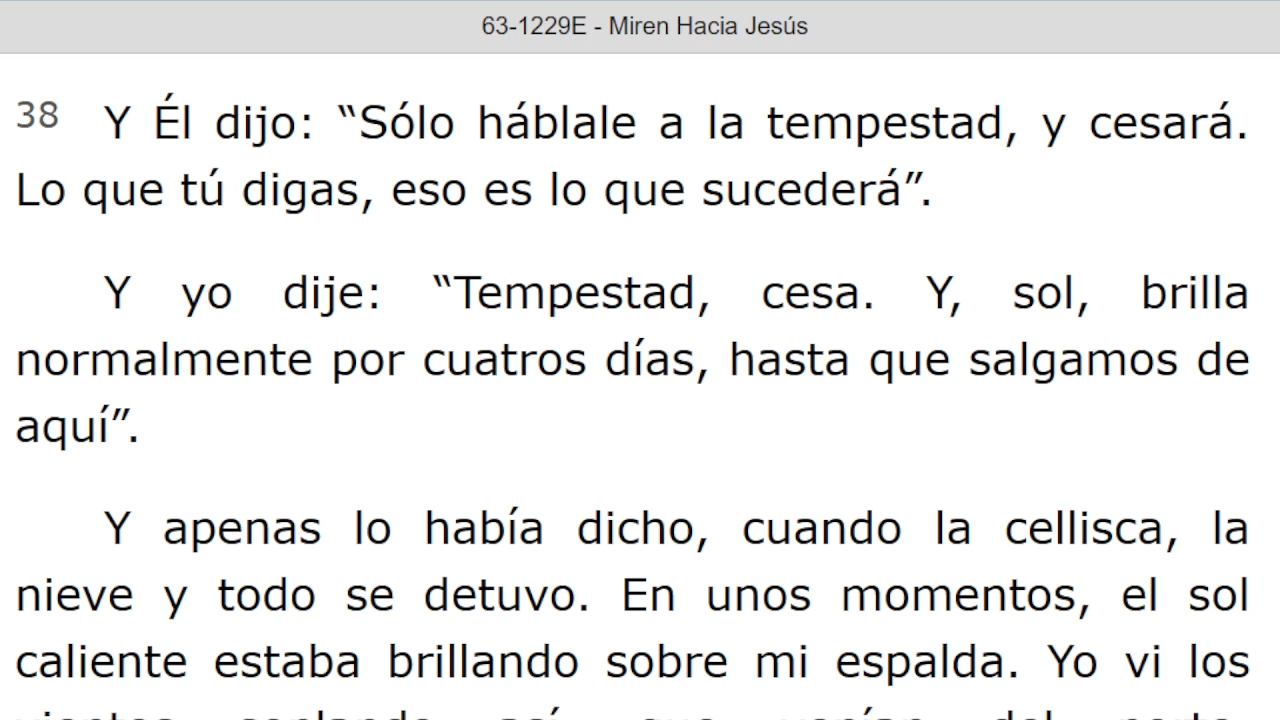 63-1229E - Miren Hacia Jesús
38 Y Él dijo: “Sólo háblale a la tempestad, y cesará.
Lo que tú digas, eso es lo que sucederá”.
Y yo dije: “Tempestad, cesa. Y, sol, brilla
normalmente por cuatros días, hasta que salgamos de
aquí”.
Y apenas lo había dicho, cuando la cellisca, la
nieve y todo se detuvo. En unos momentos, el sol
caliente estaba brillando sobre mi espalda. Yo vi los